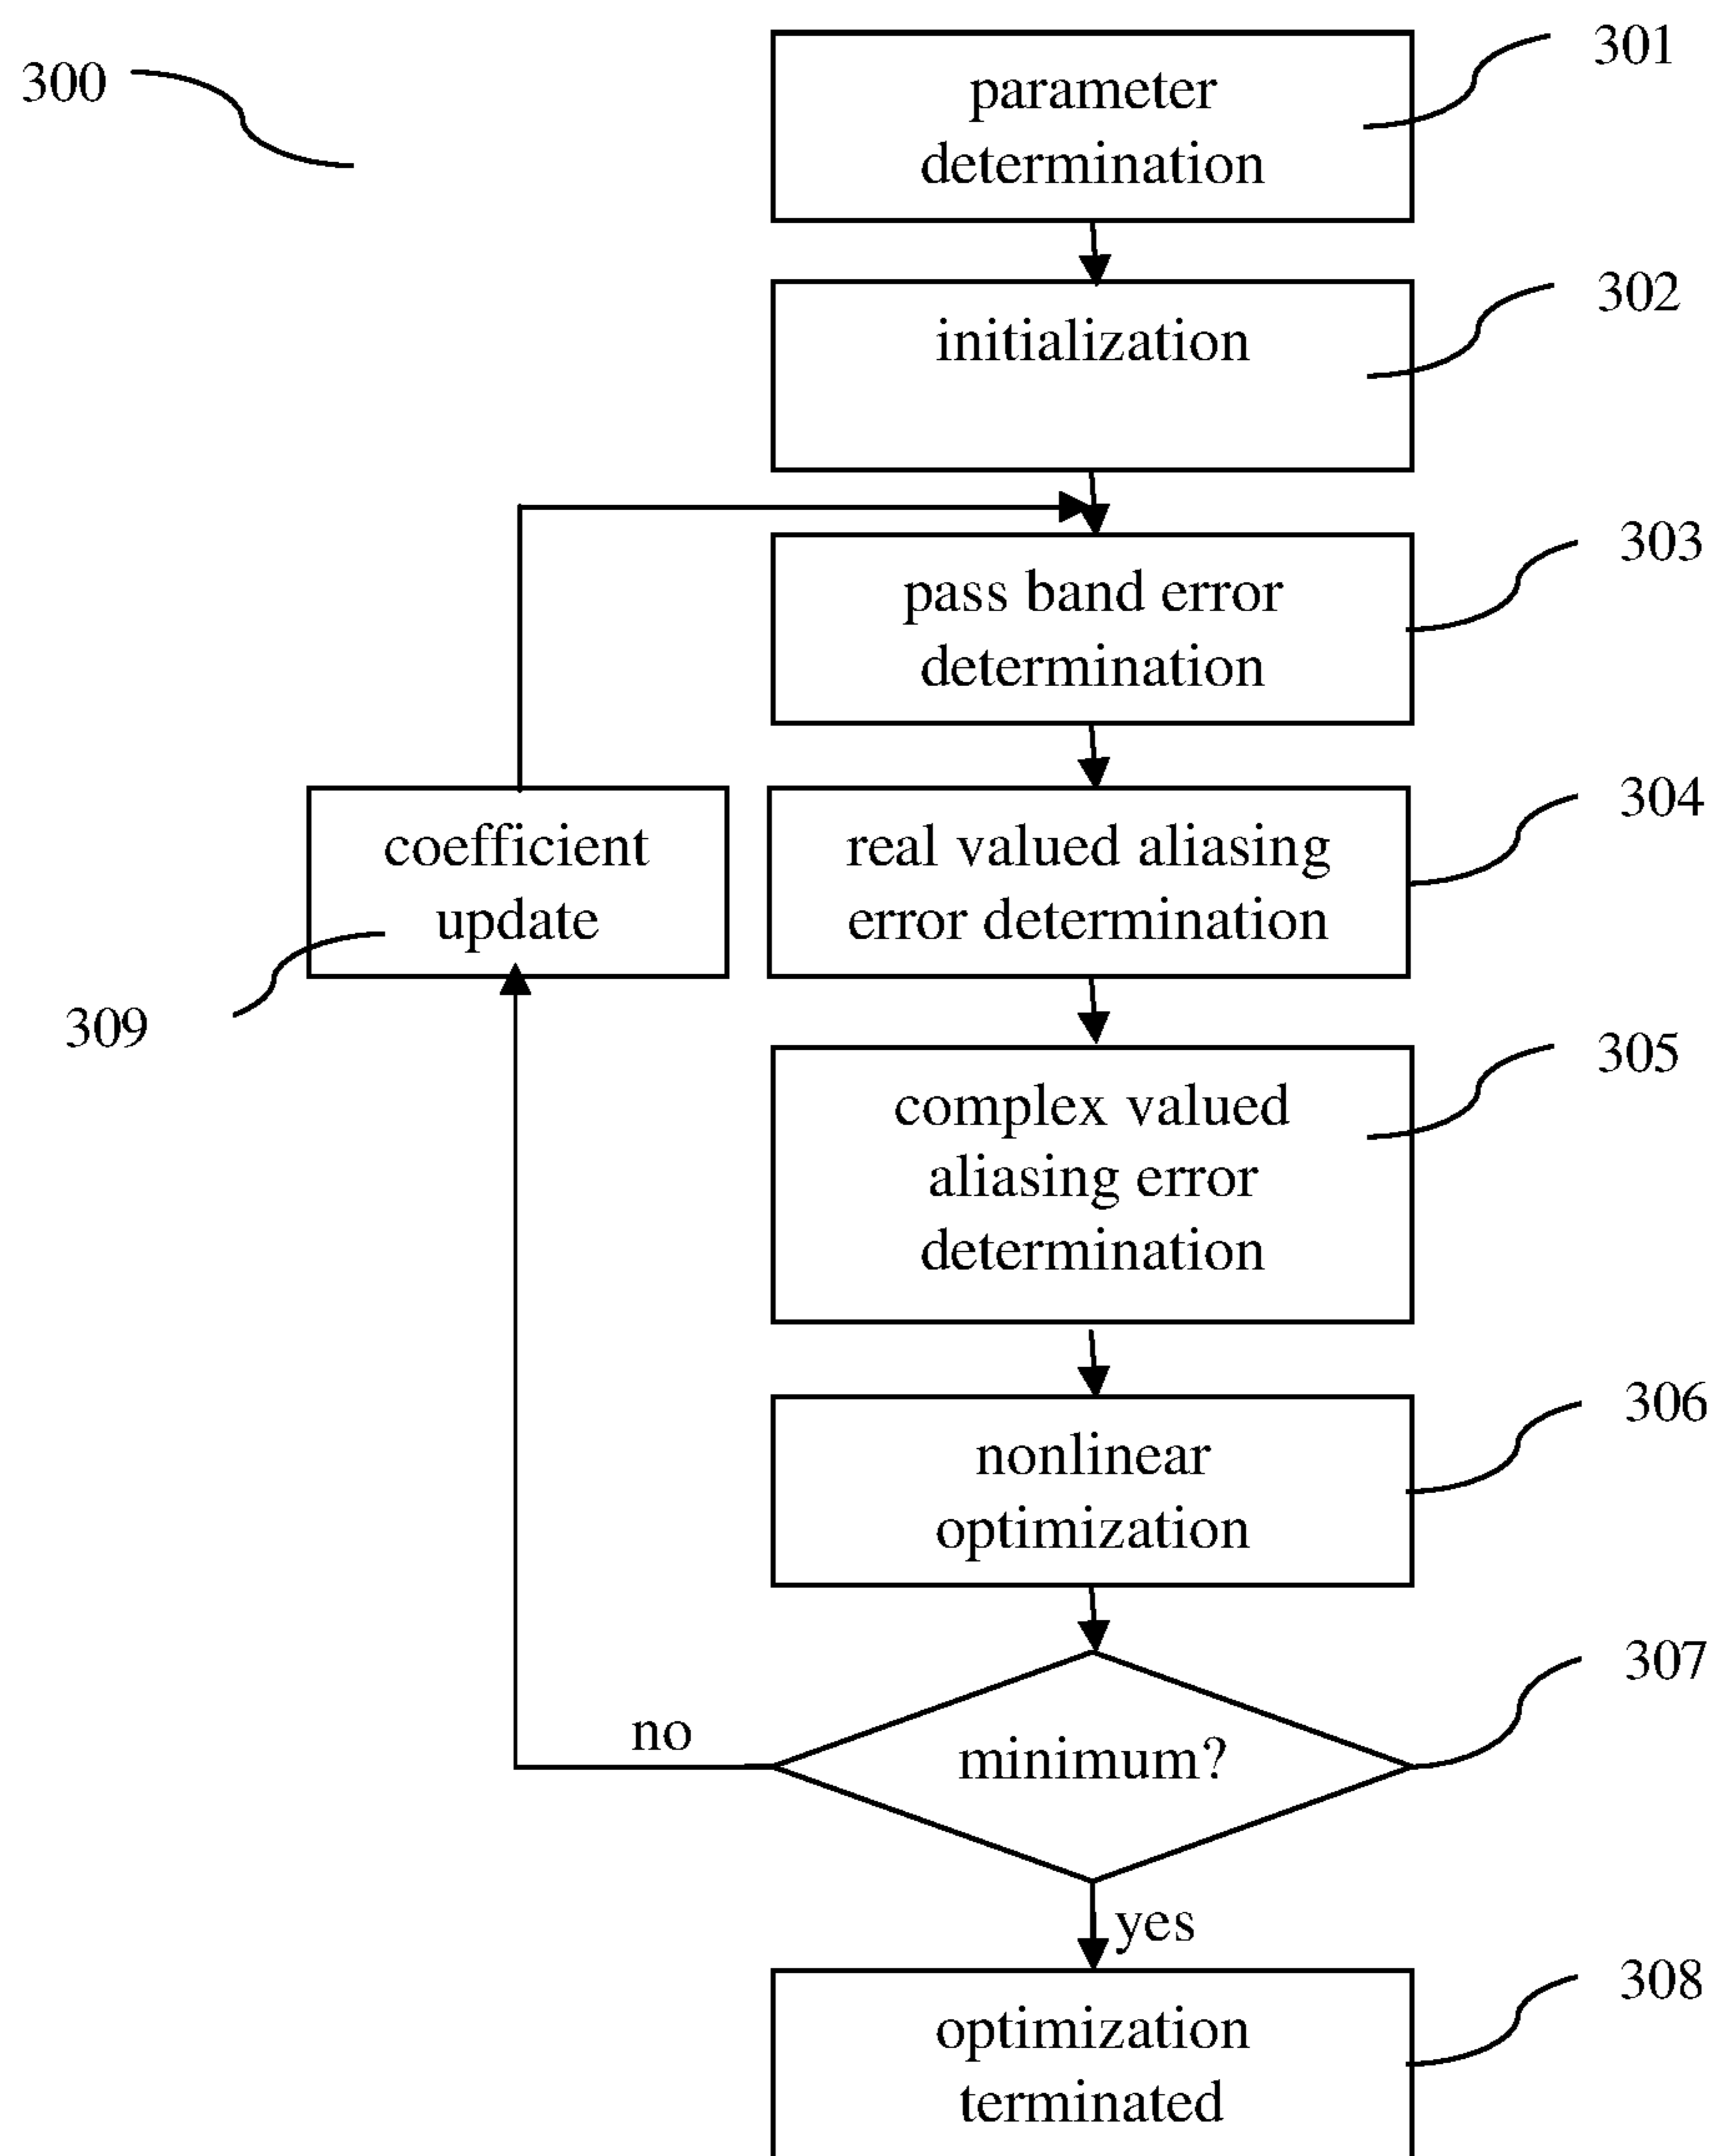 300
301
parameter
determination
302
initialization
303
pass band error
determination
304
real valued aliasing
error determination
coefficient
update
309
305
complex valued
aliasing error
determination
306
nonlinear
optimization
307
minimum?
no
yes
308
optimization
terminated